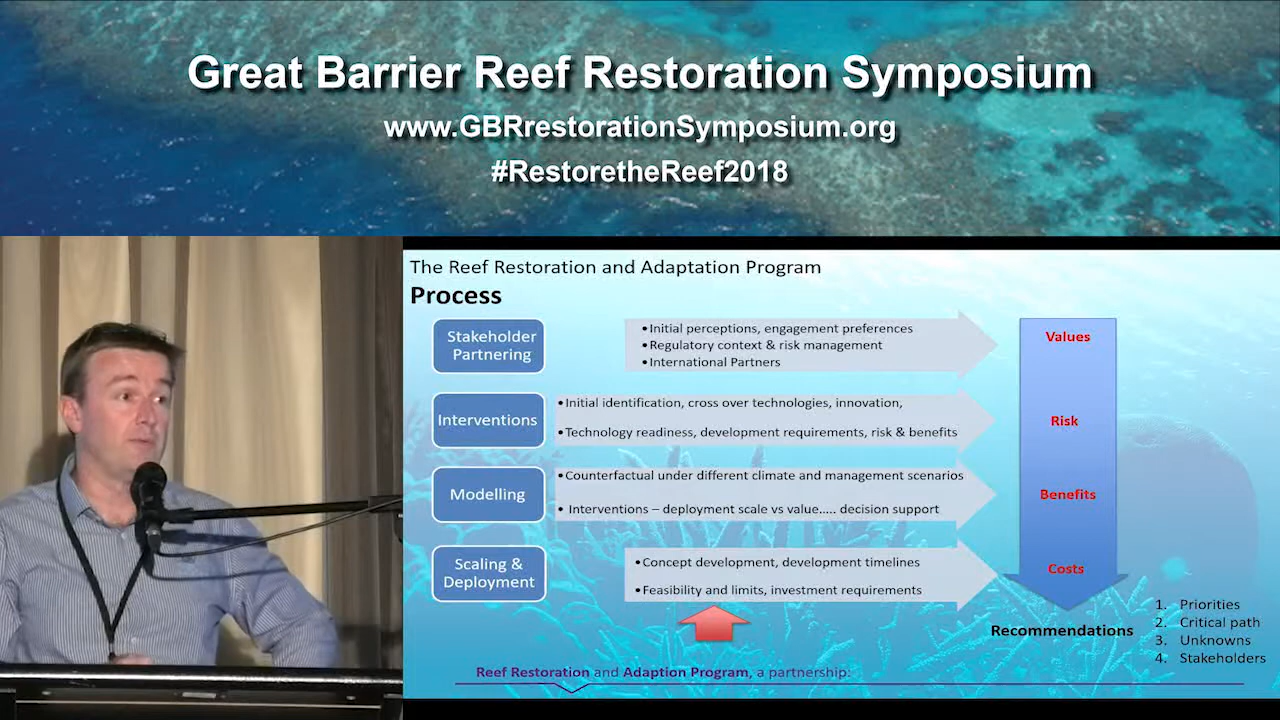 Great Barrier Reef Restoration Symposium
www.GBRrestorationSymposium.org
#RestoretheReef2018
The Reef Restoration and Adaptation Program
Process
Stakeholder
Partnering
•Initial perceptions, engagement preferences
•Regulatory context & risk management
•International Partners
Values
Interventions
•Initial identification, cross over technologies, innovation,
•Technology readiness, development requirements, risk & benefits
Risk
Modelling
•Counterfactual under different climate and management scenarios
• Interventions – deployment scale vs value..... decision support
Benefits
Scaling &
Deployment
•Concept development, development timelines
•Feasibility and limits, investment requirements
Costs
Recommendations
1. Priorities
2. Critical path
3. Unknowns
4. Stakeholders
Reef Restoration and Adaption Program, a partnership: